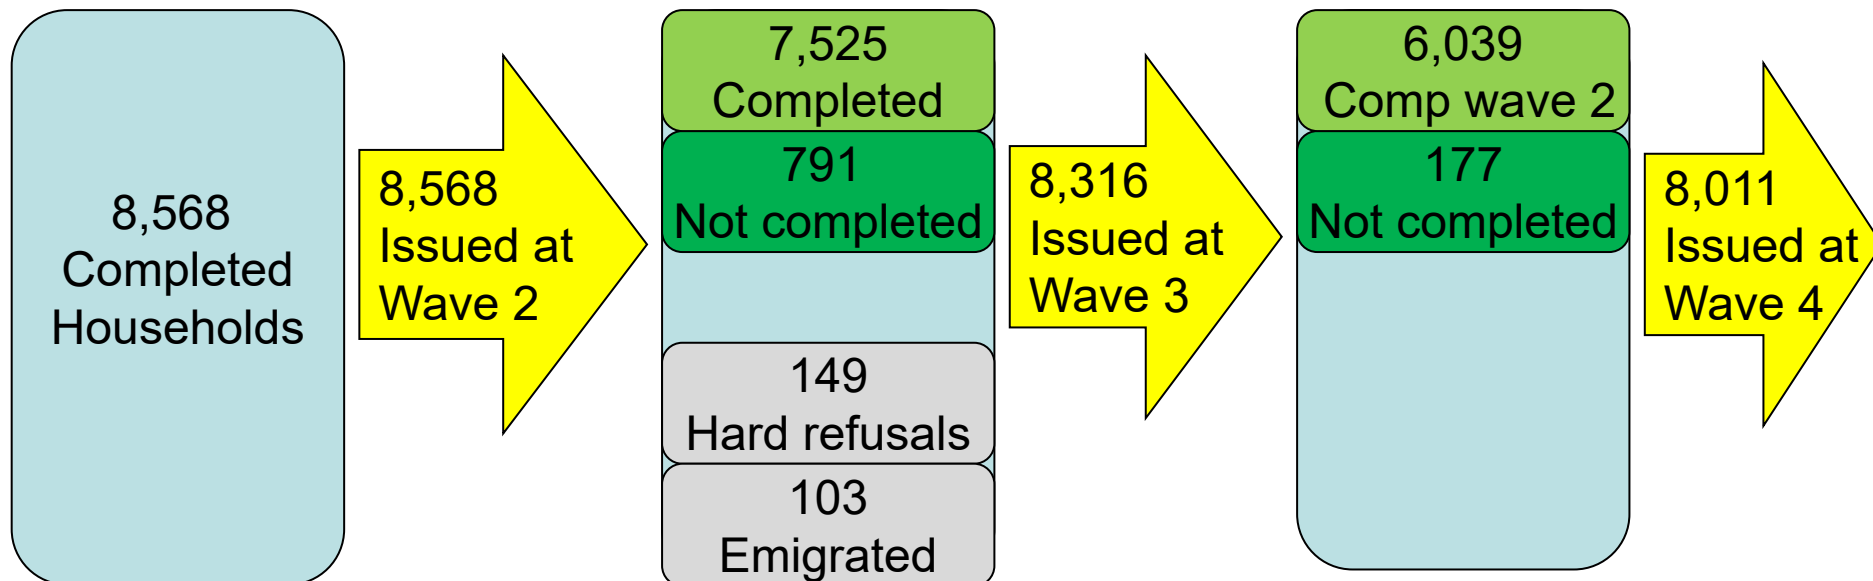 8,568
Completed
Households
8,568
Issued at
Wave 2
7,525
Completed
791
Not completed
149
Hard refusals
103
Emigrated
8,316
Issued at
Wave 3
6,039
Comp wave 2
177
Not completed
8,011
Issued at
Wave 4